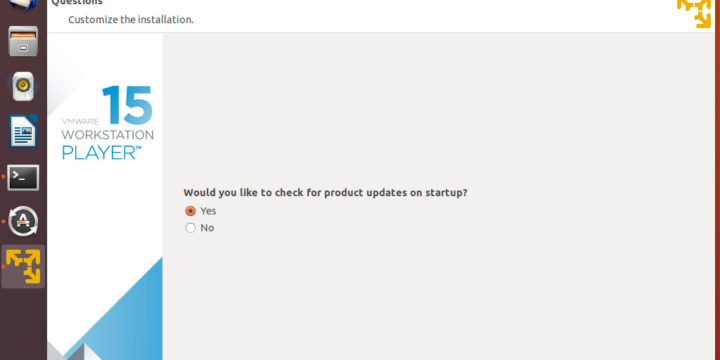 Questions
Customize the installation.
15
VMWARE
WORKSTATION
PLAYER™
Would you like to check for product updates on startup?
Yes
No